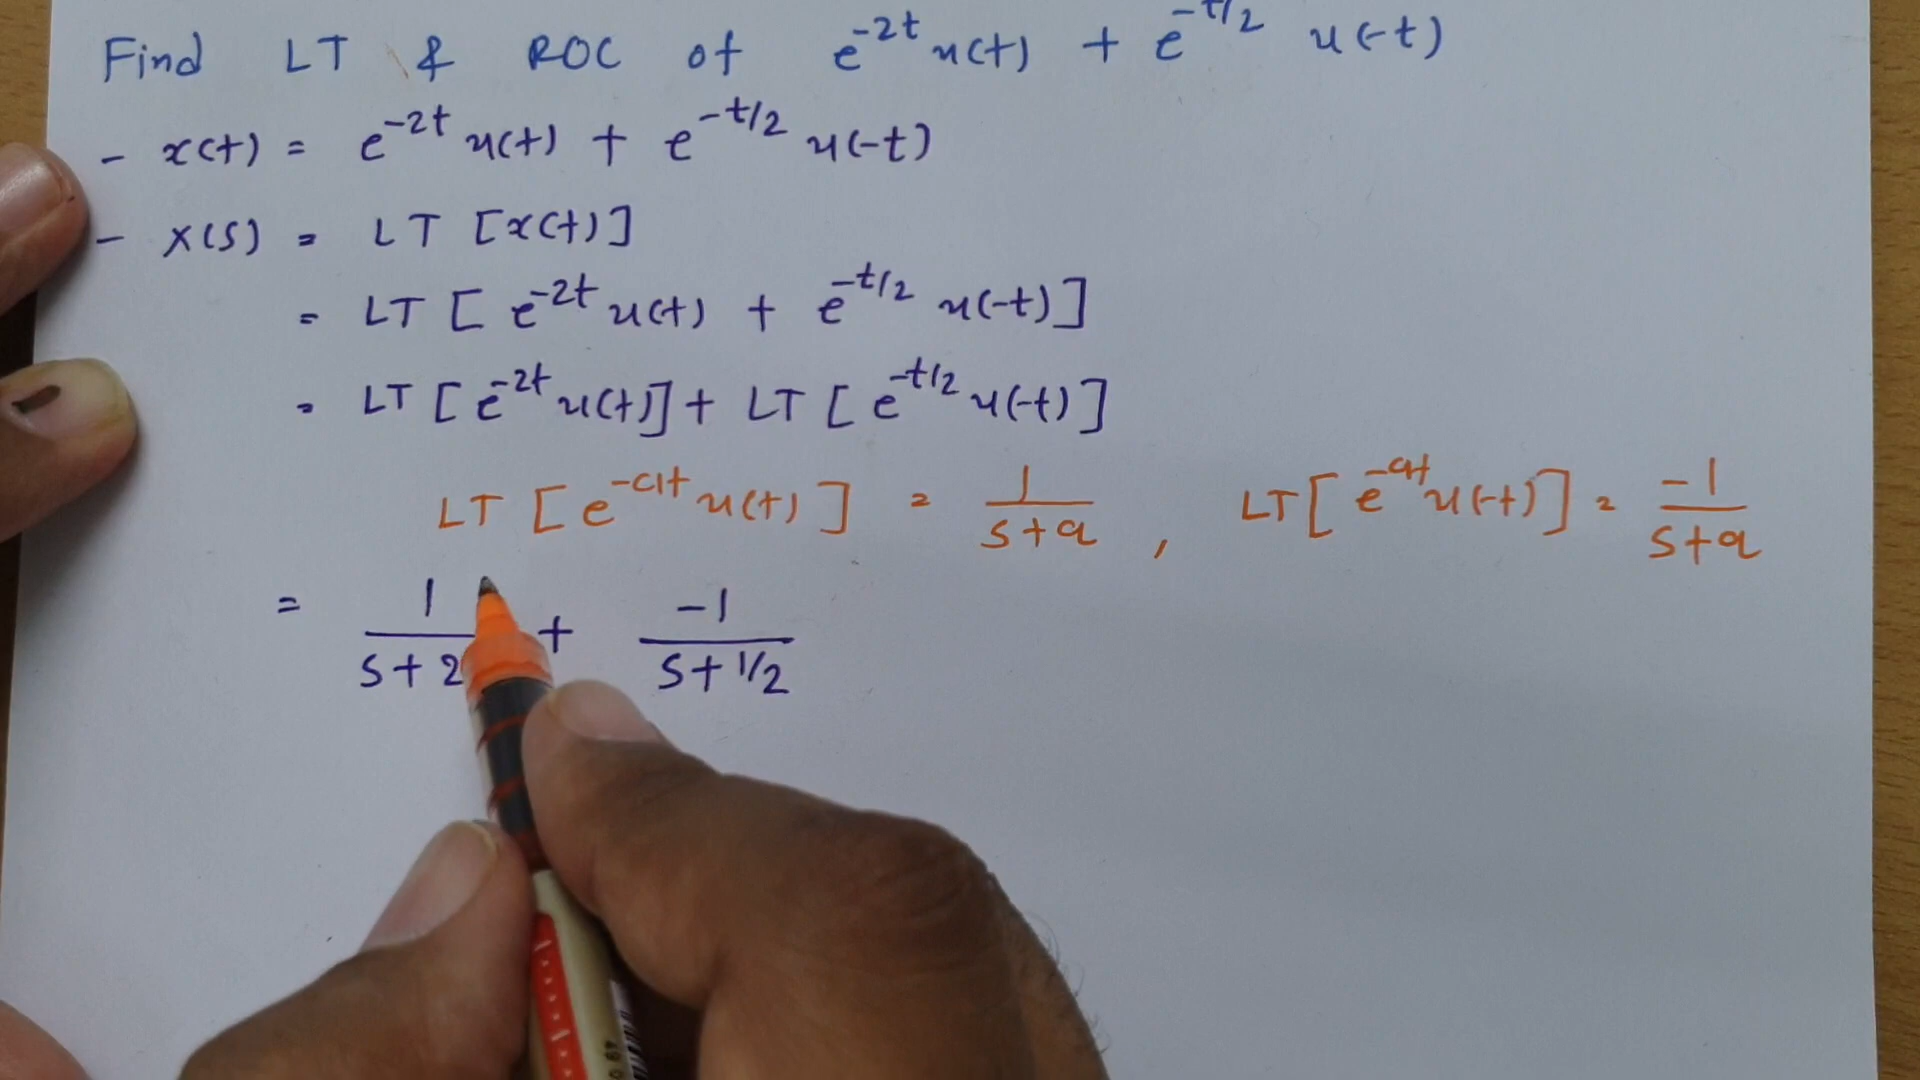 Find LT & ROC of e^-2t u(t) + e^-t/2 u(-t)
- x(t) = e^-2t u(t) + e^-t/2 u(-t)
- X(s) = LT [x(t)]
= LT [ e^-2t u(t) + e^-t/2 u(-t)]
= LT [ e^-2t u(t)] + LT [ e^-t/2 u(-t)]
LT [e^-at u(t)] = 1/(s+a) , LT[e^-at u(-t)] = -1/(s+a)
= 1/(s+2) + -1/(s+1/2)